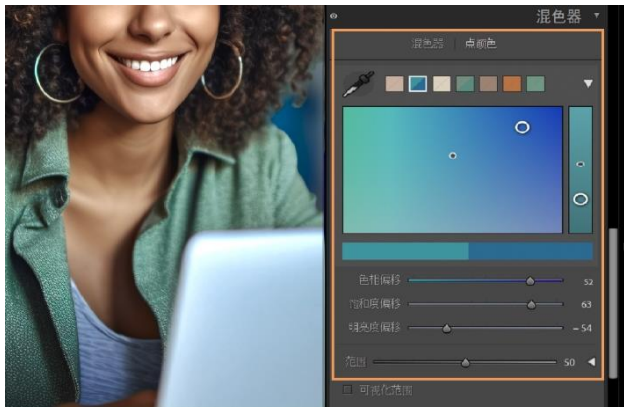 混色器
混色器 | 点颜色
色相偏移 52
饱和度偏移 63
明亮度偏移 -54
范围 50
可视化范围